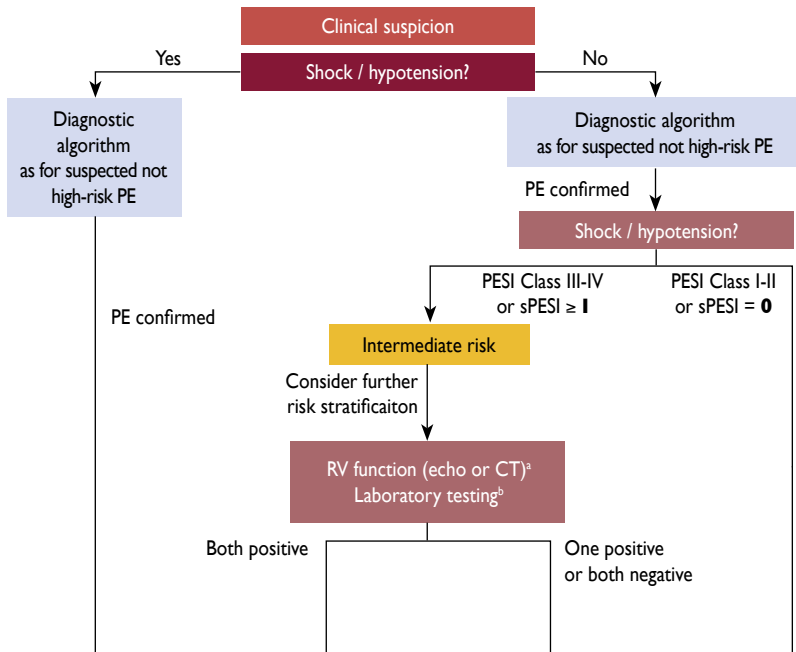 Clinical suspicion
Shock / hypotension?
Yes
No
Diagnostic
algorithm
as for suspected not
high-risk PE
Diagnostic algorithm
as for suspected not high-risk PE
PE confirmed
Shock / hypotension?
PESI Class III-IV
or sPESI ≥ I
PESI Class I-II
or sPESI = 0
PE confirmed
Intermediate risk
Consider further
risk stratificaiton
RV function (echo or CT)ᵃ
Laboratory testingᵇ
Both positive
One positive
or both negative